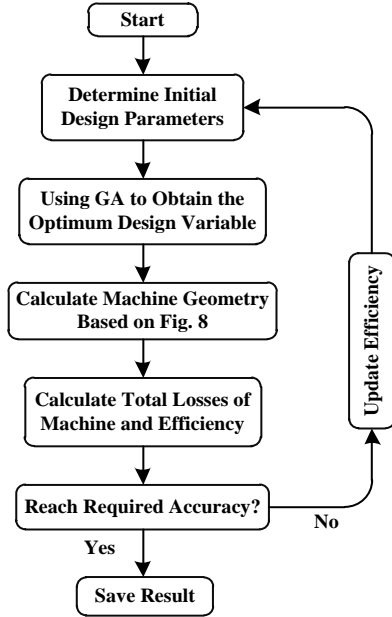 Start
Determine Initial
Design Parameters
Using GA to Obtain the
Optimum Design Variable
Calculate Machine Geometry
Based on Fig. 8
Calculate Total Losses of
Machine and Efficiency
Reach Required Accuracy?
No
Update Efficiency
Yes
Save Result